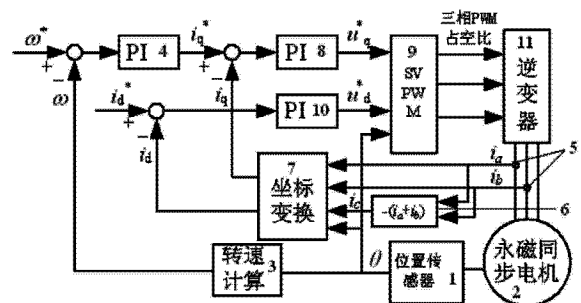 三相PWM
占空比
ω*
+
−
PI 4
iq*
+
−
PI 8
u*q
9
SV
PW
M
11
逆
变
器
ω
id*
+
−
iq
PI 10
u*d
id
7
坐标
变换
ia
ib
5
ic
-(ia+ib)
6
转速
计算 3
θ
位置传
感器 1
永磁同
步电机
2